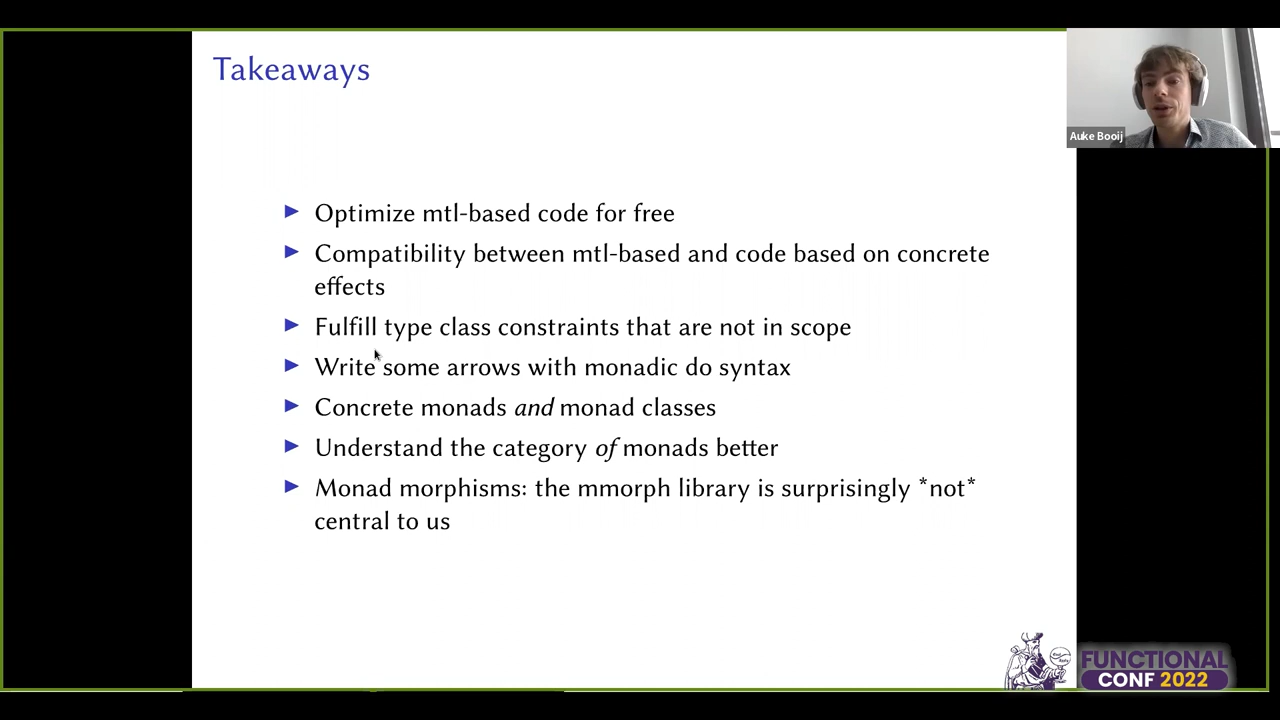 Takeaways
Auke Booij
Optimize mtl-based code for free
Compatibility between mtl-based and code based on concrete
effects
Fulfill type class constraints that are not in scope
Write some arrows with monadic do syntax
Concrete monads and monad classes
Understand the category of monads better
Monad morphisms: the mmorph library is surprisingly *not*
central to us
FUNCTIONAL
CONF 2022